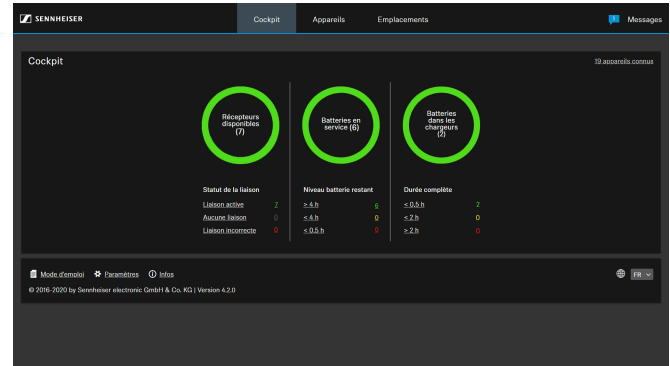 SENNHEISER
Cockpit Appareils Emplacements
Messages
Cockpit
19 appareils connus
Récepteurs
disponibles
(7)
Batteries en
service (6)
Batteries
dans les
chargeurs
(2)
Statut de la liaison
Liaison active 7
Aucune liaison 0
Liaison incorrecte 0
Niveau batterie restant
> 4 h 6
< 4 h 0
< 0,5 h 0
Durée complète
< 0,5 h 2
< 2 h 0
> 2 h 0
Mode d'emploi Paramètres Infos
FR
© 2016-2020 by Sennheiser electronic GmbH & Co. KG | Version 4.2.0